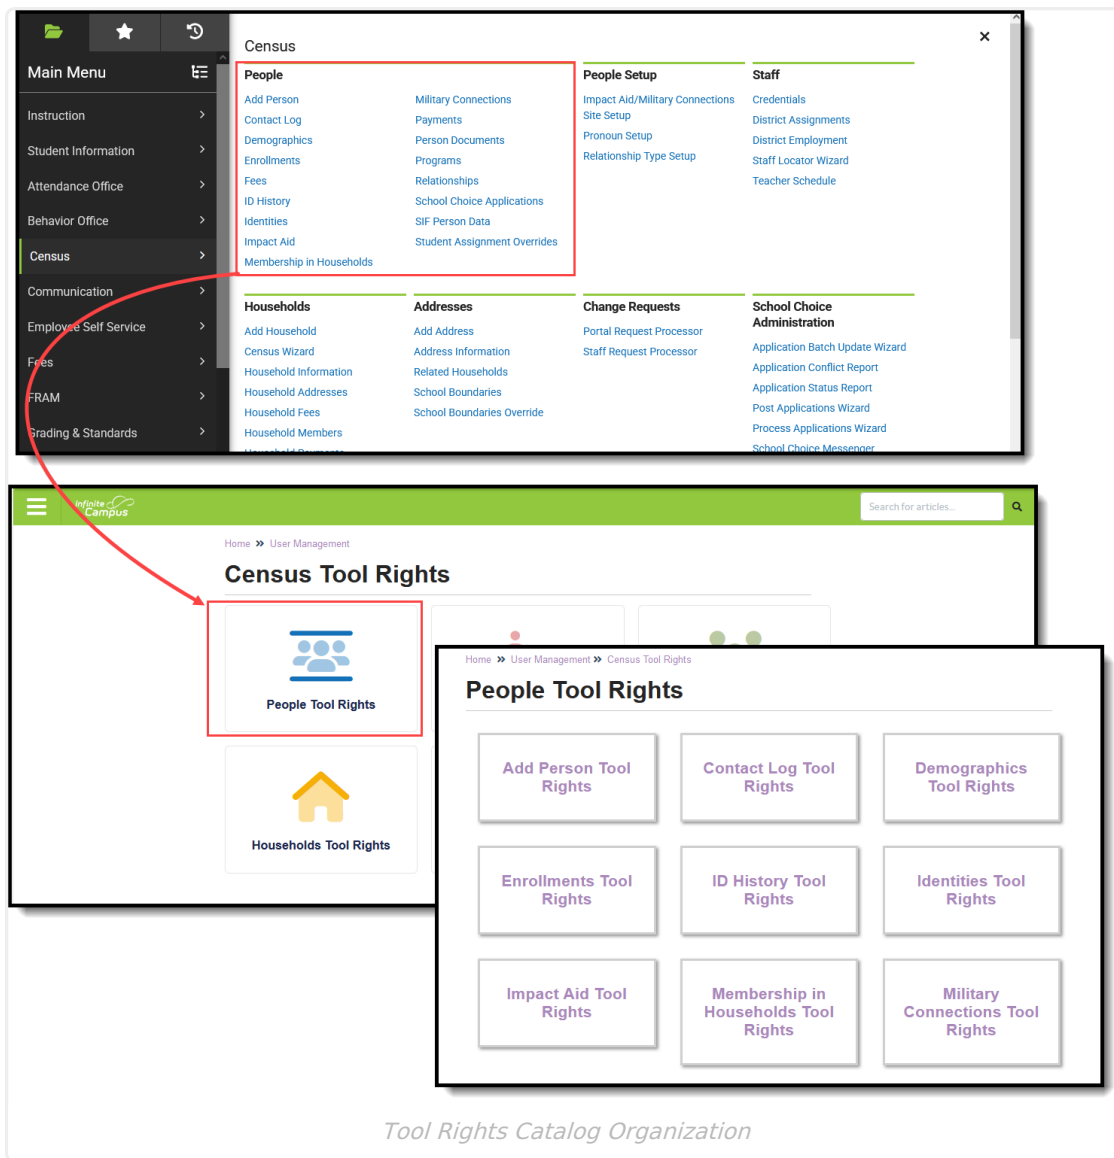 Census
Main Menu
Instruction
Student Information
Attendance Office
Behavior Office
Census
Communication
Employee Self Service
Fees
FRAM
Grading & Standards
People
Add Person
Contact Log
Demographics
Enrollments
Fees
ID History
Identities
Impact Aid
Membership in Households
Military Connections
Payments
Person Documents
Programs
Relationships
School Choice Applications
SIF Person Data
Student Assignment Overrides
People Setup
Impact Aid/Military Connections
Site Setup
Pronoun Setup
Relationship Type Setup
Staff
Credentials
District Assignments
District Employment
Staff Locator Wizard
Teacher Schedule
Households
Add Household
Census Wizard
Household Information
Household Addresses
Household Fees
Household Members
Household Payments
Addresses
Add Address
Address Information
Related Households
School Boundaries
School Boundaries Override
Change Requests
Portal Request Processor
Staff Request Processor
School Choice
Administration
Application Batch Update Wizard
Application Conflict Report
Application Status Report
Post Applications Wizard
Process Applications Wizard
School Choice Messenger
Infinite
Campus
Search for articles...
Home » User Management
Census Tool Rights
People Tool Rights
Households Tool Rights
Home » User Management » Census Tool Rights
People Tool Rights
Add Person Tool
Rights
Contact Log Tool
Rights
Demographics
Tool Rights
Enrollments Tool
Rights
ID History Tool
Rights
Identities Tool
Rights
Impact Aid Tool
Rights
Membership in
Households Tool
Rights
Military
Connections Tool
Rights
Tool Rights Catalog Organization